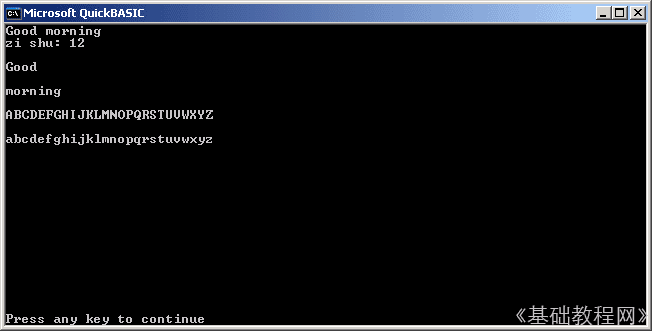 Microsoft QuickBASIC
Good morning
zi shu: 12
Good
morning
ABCDEFGHIJKLMNOPQRSTUVWXYZ
abcdefghijklmnopqrstuvwxyz
Press any key to continue
《基础教程网》